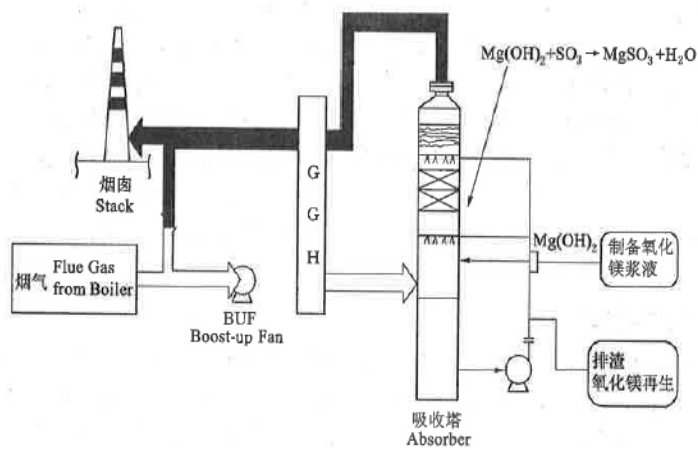 Mg(OH)₂+SO₃→MgSO₃+H₂O
烟囱
Stack
G
G
H
烟气 Flue Gas
from Boiler
BUF
Boost-up Fan
Mg(OH)₂
制备氧化
镁浆液
排渣
氧化镁再生
吸收塔
Absorber